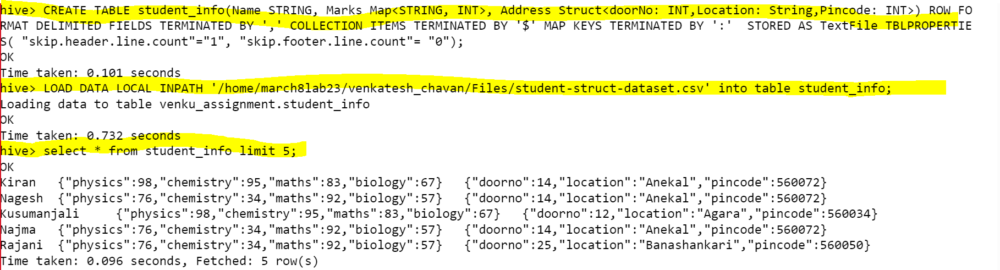 hive> CREATE TABLE student_info(Name STRING, Marks Map<STRING, INT>, Address Struct<doorNo: INT,Location: String,Pincode: INT>) ROW FO
RMAT DELIMITED FIELDS TERMINATED BY ',' COLLECTION ITEMS TERMINATED BY '$' MAP KEYS TERMINATED BY ':'  STORED AS TextFile TBLPROPERTIE
S( "skip.header.line.count"="1", "skip.footer.line.count"= "0");
OK
Time taken: 0.101 seconds
hive> LOAD DATA LOCAL INPATH '/home/march8lab23/venkatesh_chavan/Files/student-struct-dataset.csv' into table student_info;
Loading data to table venku_assignment.student_info
OK
Time taken: 0.732 seconds
hive> select * from student_info limit 5;
OK
Kiran   {"physics":98,"chemistry":95,"maths":83,"biology":67}   {"doorno":14,"location":"Anekal","pincode":560072}
Nagesh  {"physics":76,"chemistry":34,"maths":92,"biology":57}   {"doorno":14,"location":"Anekal","pincode":560072}
Kusumanjali     {"physics":98,"chemistry":95,"maths":83,"biology":67}   {"doorno":12,"location":"Agara","pincode":560034}
Najma   {"physics":76,"chemistry":34,"maths":92,"biology":57}   {"doorno":14,"location":"Anekal","pincode":560072}
Rajani  {"physics":76,"chemistry":34,"maths":92,"biology":57}   {"doorno":25,"location":"Banashankari","pincode":560050}
Time taken: 0.096 seconds, Fetched: 5 row(s)